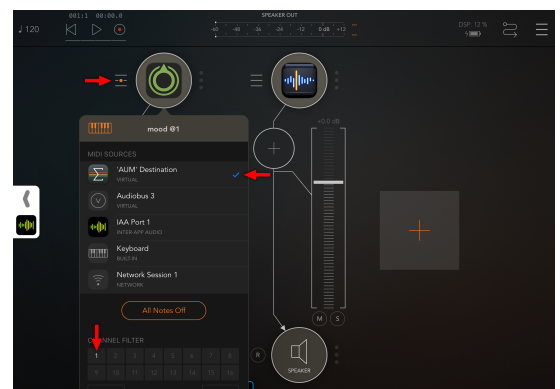 001:1 00:00.0
SPEAKER OUT
♩120
-60 -48 -36 -24 -12 0 dB +12
DSP: 12 %
mood @1
+0.0 dB
MIDI SOURCES
'AUM' Destination
VIRTUAL
Audiobus 3
VIRTUAL
IAA Port 1
INTER-APP AUDIO
Keyboard
BUILT-IN
Network Session 1
NETWORK
All Notes Off
M S
CHANNEL FILTER
1 2 3 4 5 6 7 8
9 10 11 12 13 14 15 16
R
SPEAKER